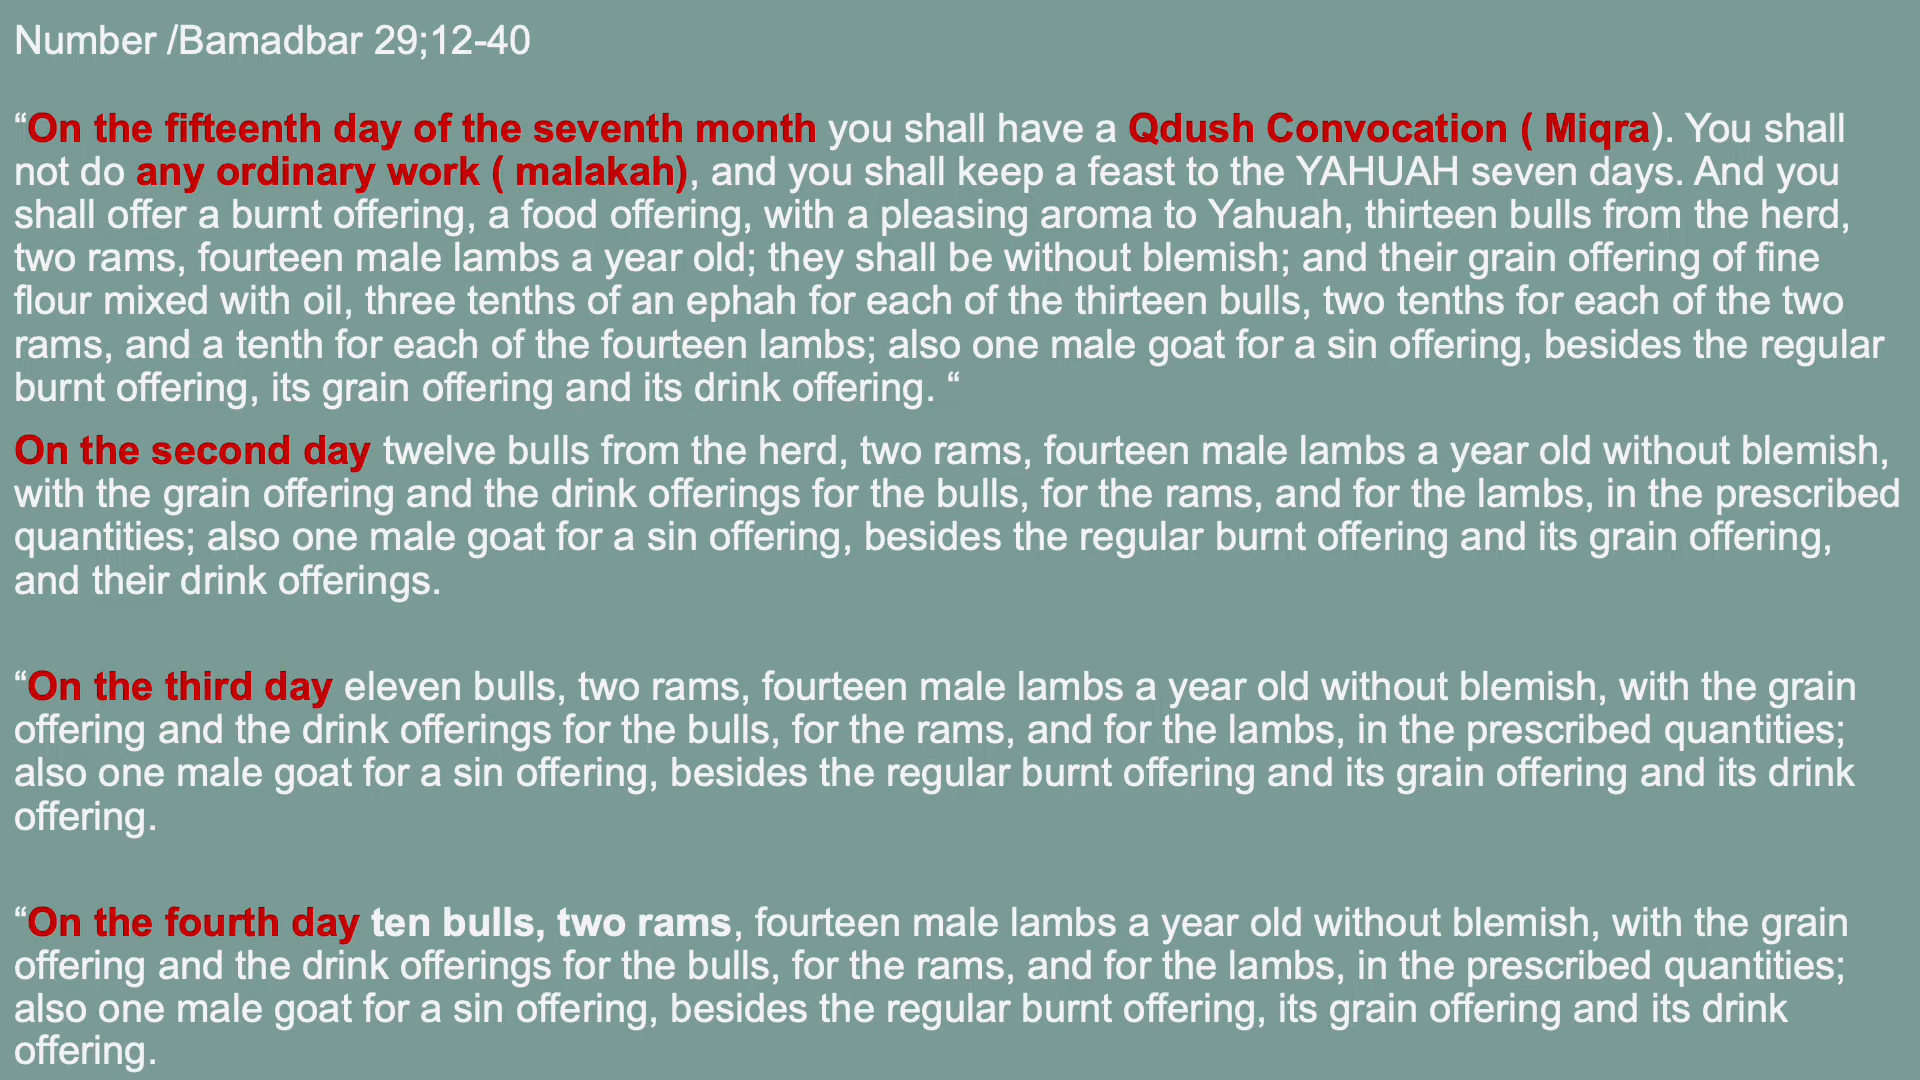 Number /Bamadbar 29;12-40
“On the fifteenth day of the seventh month you shall have a Qdush Convocation ( Miqra). You shall
not do any ordinary work ( malakah), and you shall keep a feast to the YAHUAH seven days. And you
shall offer a burnt offering, a food offering, with a pleasing aroma to Yahuah, thirteen bulls from the herd,
two rams, fourteen male lambs a year old; they shall be without blemish; and their grain offering of fine
flour mixed with oil, three tenths of an ephah for each of the thirteen bulls, two tenths for each of the two
rams, and a tenth for each of the fourteen lambs; also one male goat for a sin offering, besides the regular
burnt offering, its grain offering and its drink offering. “
On the second day twelve bulls from the herd, two rams, fourteen male lambs a year old without blemish,
with the grain offering and the drink offerings for the bulls, for the rams, and for the lambs, in the prescribed
quantities; also one male goat for a sin offering, besides the regular burnt offering and its grain offering,
and their drink offerings.
“On the third day eleven bulls, two rams, fourteen male lambs a year old without blemish, with the grain
offering and the drink offerings for the bulls, for the rams, and for the lambs, in the prescribed quantities;
also one male goat for a sin offering, besides the regular burnt offering and its grain offering and its drink
offering.
“On the fourth day ten bulls, two rams, fourteen male lambs a year old without blemish, with the grain
offering and the drink offerings for the bulls, for the rams, and for the lambs, in the prescribed quantities;
also one male goat for a sin offering, besides the regular burnt offering, its grain offering and its drink
offering.